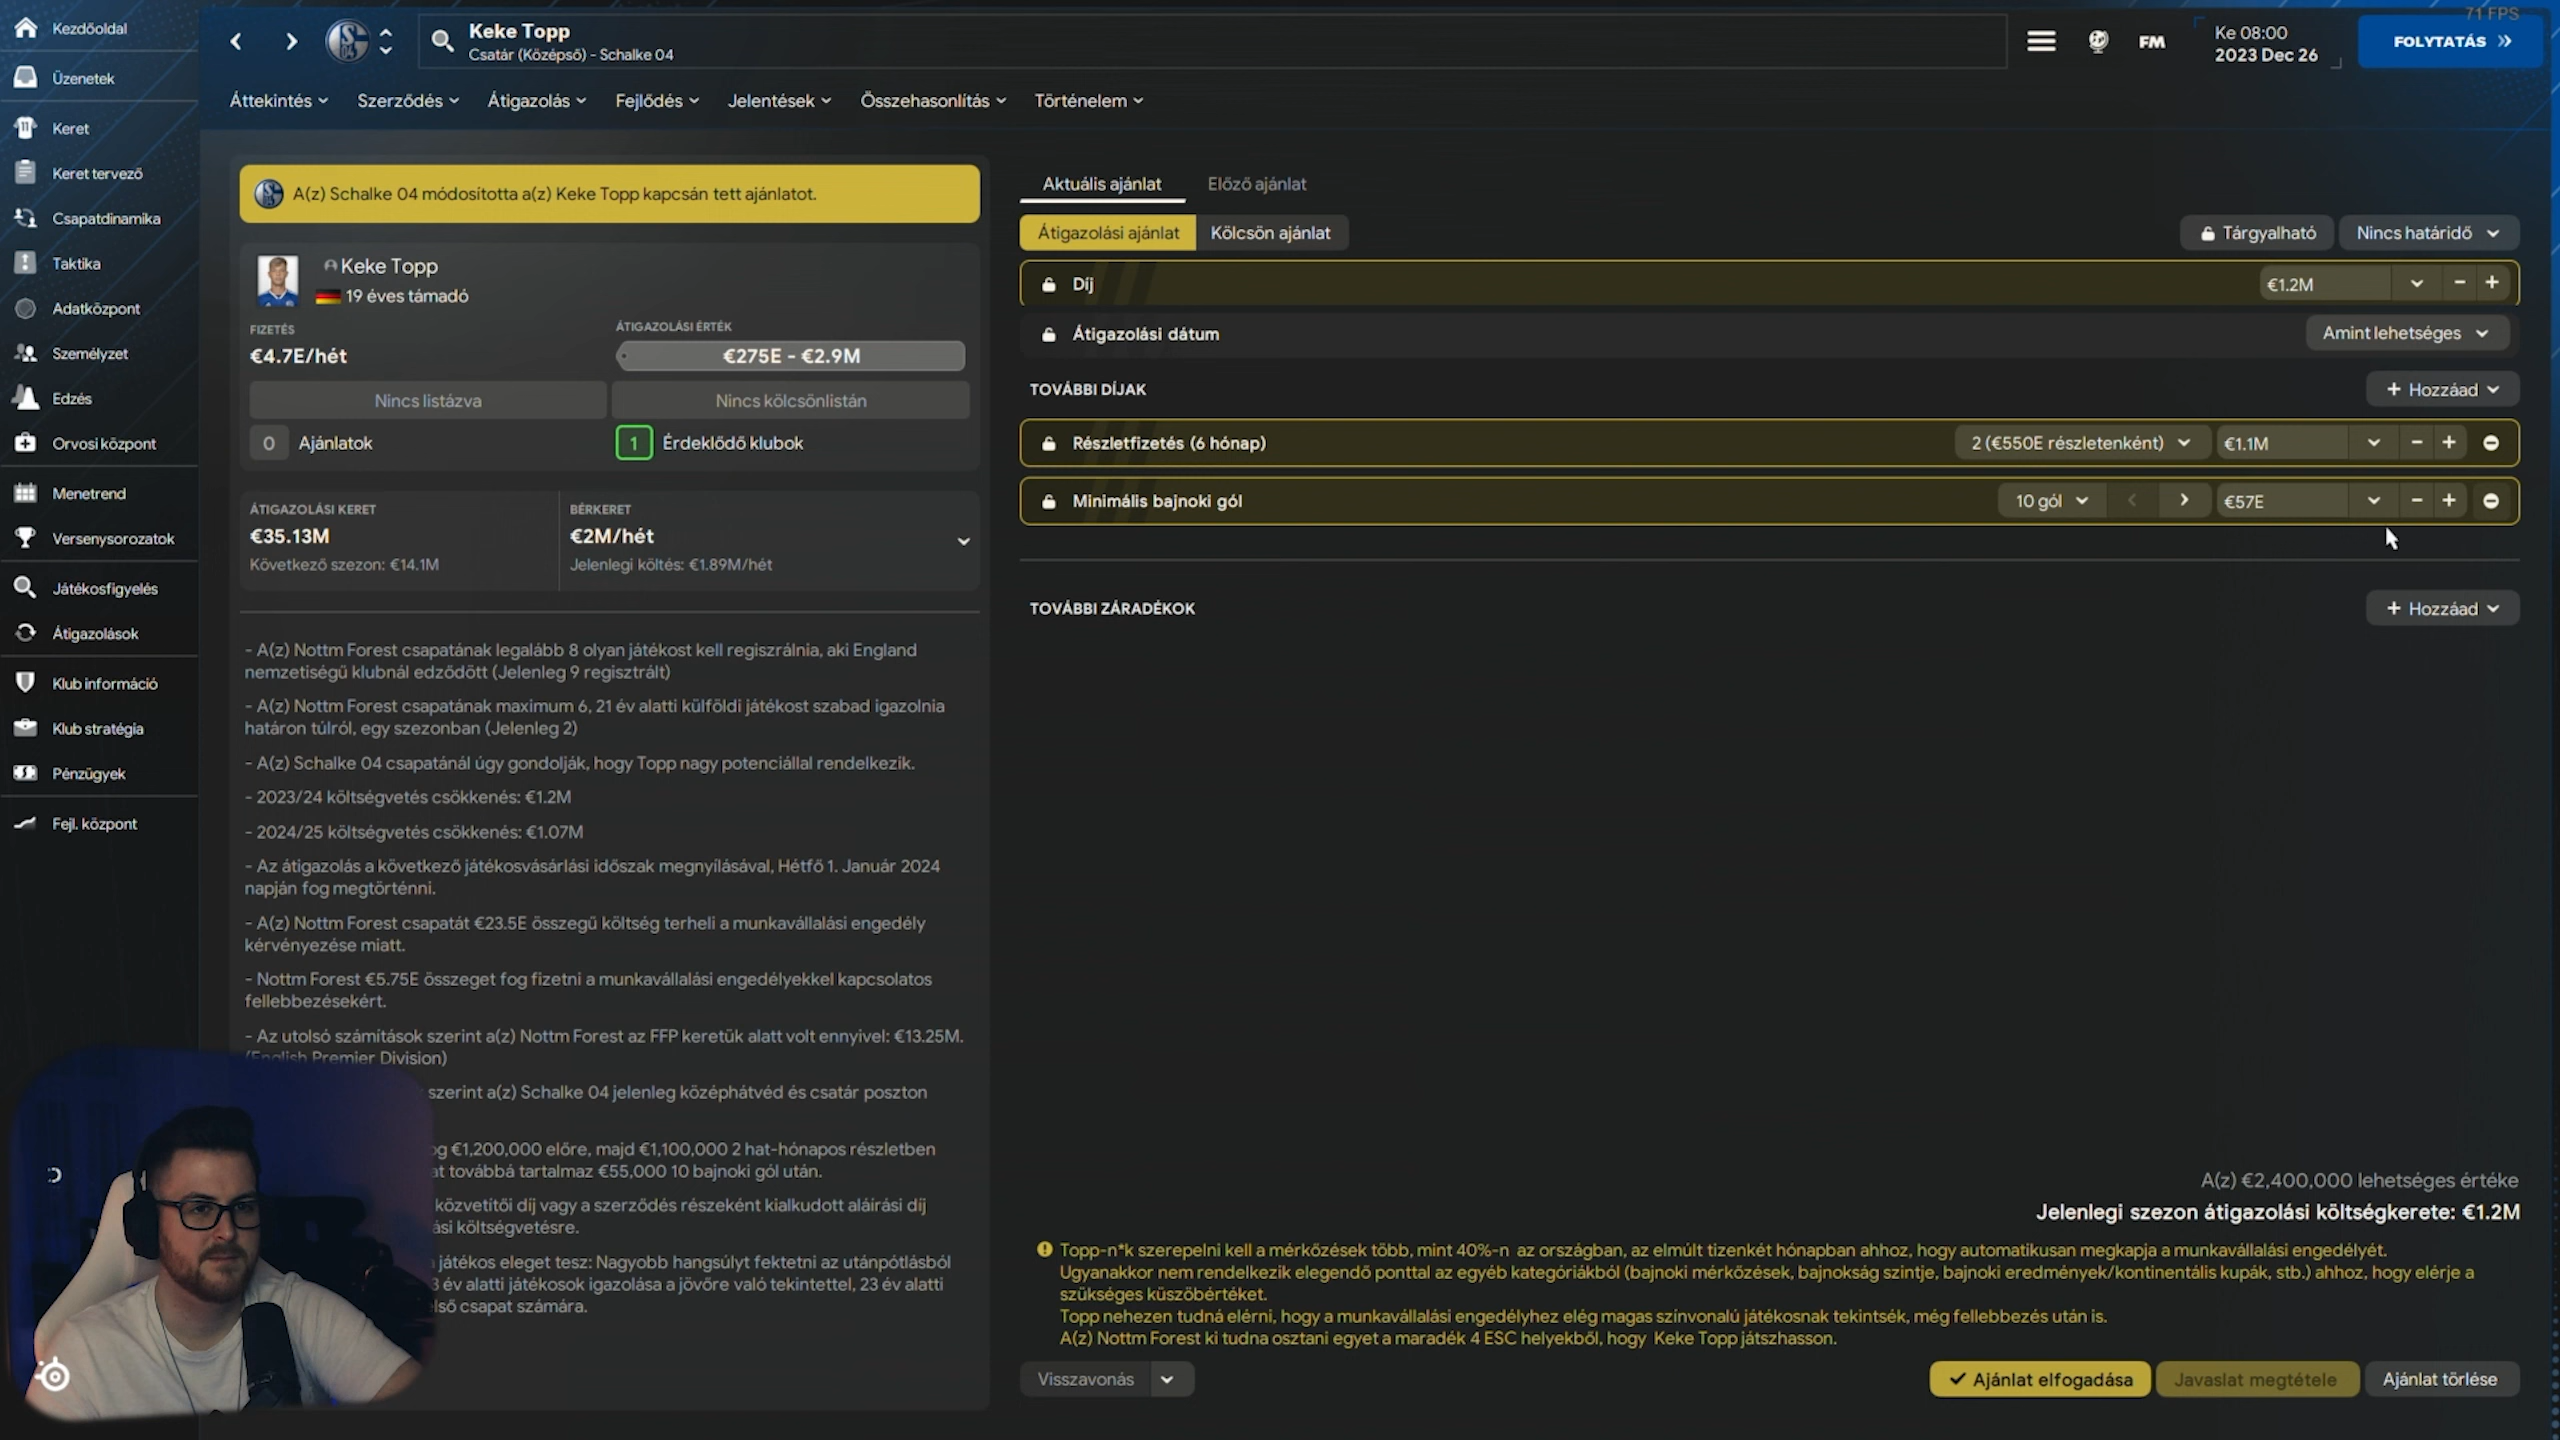 71 FPS
Kezdőoldal
Üzenetek
Keret
Keret tervező
Csapatdinamika
Taktika
Adatközpont
Személyzet
Edzés
Orvosi központ
Menetrend
Versenysorozatok
Játékosfigyelés
Átigazolások
Klub információ
Klub stratégia
Pénzügyek
Fejl. központ
Keke Topp
Csatár (Középső) - Schalke 04
FM
Ke 08:00
2023 Dec 26
FOLYTATÁS
Áttekintés
Szerződés
Átigazolás
Fejlődés
Jelentések
Összehasonlítás
Történelem
A(z) Schalke 04 módosította a(z) Keke Topp kapcsán tett ajánlatot.
Keke Topp
19 éves támadó
FIZETÉS
€4.7E/hét
ÁTIGAZOLÁSI ÉRTÉK
€275E - €2.9M
Nincs listázva
Nincs kölcsönlistán
0 Ajánlatok
1 Érdeklődő klubok
ÁTIGAZOLÁSI KERET
€35.13M
Következő szezon: €14.1M
BÉRKERET
€2M/hét
Jelenlegi költés: €1.89M/hét
- A(z) Nottm Forest csapatának legalább 8 olyan játékost kell regiszrálnia, aki England
nemzetiségű klubnál edződött (Jelenleg 9 regisztrált)
- A(z) Nottm Forest csapatának maximum 6, 21 év alatti külföldi játékost szabad igazolnia
határon túlról, egy szezonban (Jelenleg 2)
- A(z) Schalke 04 csapatánál úgy gondolják, hogy Topp nagy potenciállal rendelkezik.
- 2023/24 költségvetés csökkenés: €1.2M
- 2024/25 költségvetés csökkenés: €1.07M
- Az átigazolás a következő játékosvásárlási időszak megnyílásával, Hétfő 1. Január 2024
napján fog megtörténni.
- A(z) Nottm Forest csapatát €23.5E összegű költség terheli a munkavállalási engedély
kérvényezése miatt.
- Nottm Forest €5.75E összeget fog fizetni a munkavállalási engedélyekkel kapcsolatos
fellebbezésekért.
- Az utolsó számítások szerint a(z) Nottm Forest az FFP keretük alatt volt ennyivel: €13.25M.
(English Premier Division)
szerint a(z) Schalke 04 jelenleg középhátvéd és csatár poszton
og €1,200,000 előre, majd €1,100,000 2 hat-hónapos részletben
at továbbá tartalmaz €55,000 10 bajnoki gól után.
közvetítői díj vagy a szerződés részeként kialkudott aláírási díj
ási költségvetésre.
játékos eleget tesz: Nagyobb hangsúlyt fektetni az utánpótlásból
3 év alatti játékosok igazolása a jövőre való tekintettel, 23 év alatti
lső csapat számára.
Aktuális ajánlat
Előző ajánlat
Átigazolási ajánlat
Kölcsön ajánlat
Tárgyalható
Nincs határidő
Díj
€1.2M
Átigazolási dátum
Amint lehetséges
TOVÁBBI DÍJAK
+ Hozzáad
Részletfizetés (6 hónap)
2 (€550E részletenként)
€1.1M
Minimális bajnoki gól
10 gól
€57E
TOVÁBBI ZÁRADÉKOK
+ Hozzáad
A(z) €2,400,000 lehetséges értéke
Jelenlegi szezon átigazolási költségkerete: €1.2M
Topp-n*k szerepelni kell a mérkőzések több, mint 40%-n az országban, az elmúlt tizenkét hónapban ahhoz, hogy automatikusan megkapja a munkavállalási engedélyét.
Ugyanakkor nem rendelkezik elegendő ponttal az egyéb kategóriákból (bajnoki mérkőzések, bajnokság szintje, bajnoki eredmények/kontinentális kupák, stb.) ahhoz, hogy elérje a
szükséges küszöbértéket.
Topp nehezen tudná elérni, hogy a munkavállalási engedélyhez elég magas színvonalú játékosnak tekintsék, még fellebbezés után is.
A(z) Nottm Forest ki tudna osztani egyet a maradék 4 ESC helyekből, hogy Keke Topp játszhasson.
Visszavonás
Ajánlat elfogadása
Javaslat megtétele
Ajánlat törlése